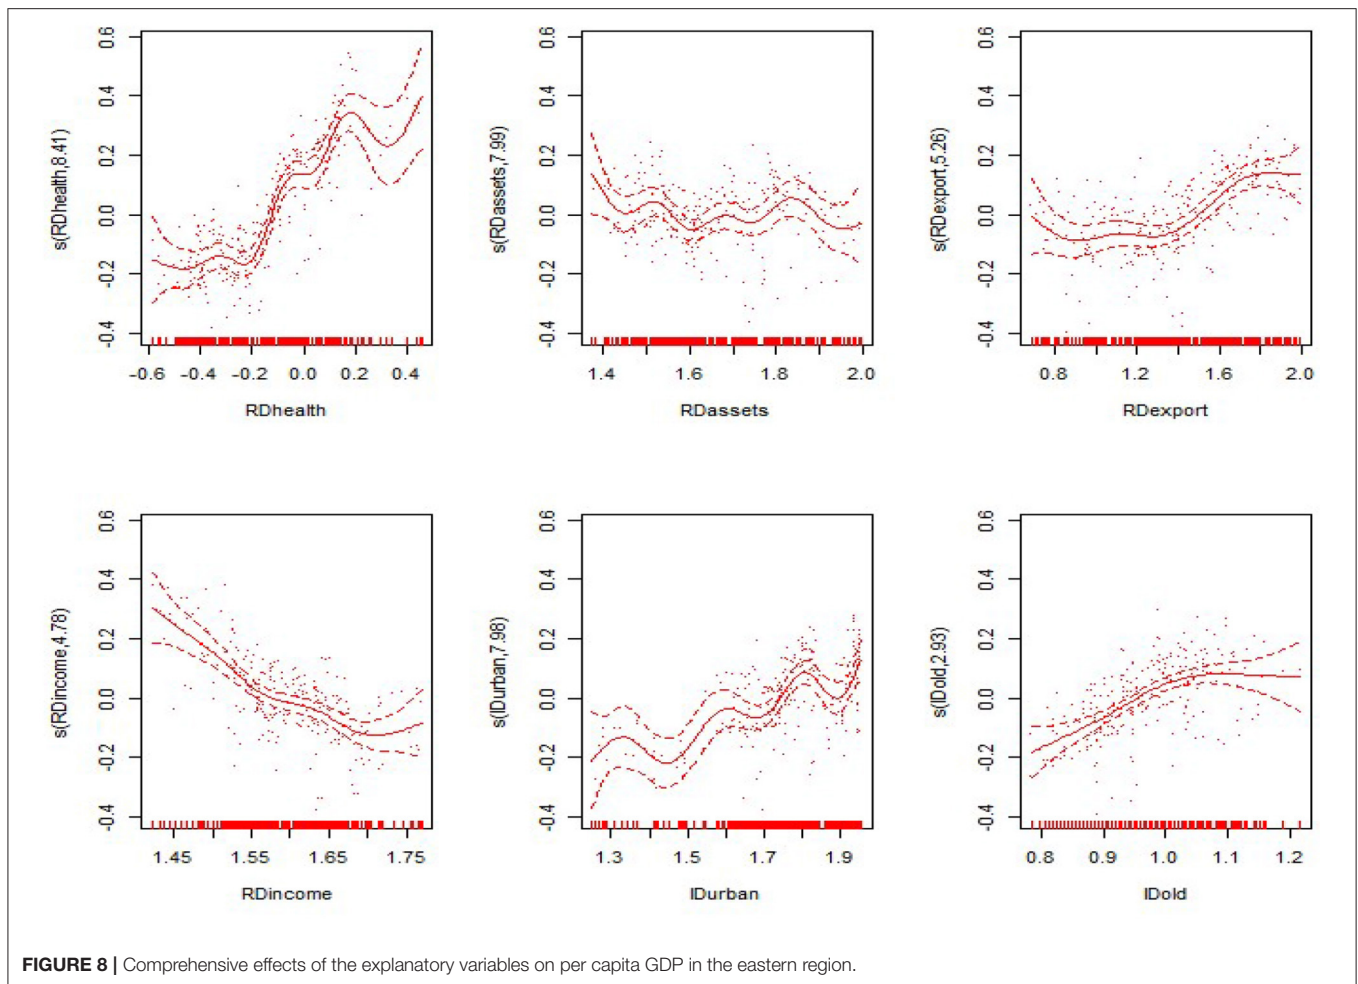 0.6
0.4
0.2
0.0
-0.2
-0.4
s(RDhealth,8.41)
-0.6 -0.4 -0.2 0.0 0.2 0.4
RDhealth
0.6
0.4
0.2
0.0
-0.2
-0.4
s(RDassets,7.99)
1.4 1.6 1.8 2.0
RDassets
0.6
0.4
0.2
0.0
-0.2
-0.4
s(RDexport,5.26)
0.8 1.2 1.6 2.0
RDexport
0.6
0.4
0.2
0.0
-0.2
-0.4
s(RDincome,4.78)
1.45 1.55 1.65 1.75
RDincome
0.6
0.4
0.2
0.0
-0.2
-0.4
s(IDurban,7.98)
1.3 1.5 1.7 1.9
IDurban
0.6
0.4
0.2
0.0
-0.2
-0.4
s(IDold,2.93)
0.8 0.9 1.0 1.1 1.2
IDold
FIGURE 8 | Comprehensive effects of the explanatory variables on per capita GDP in the eastern region.